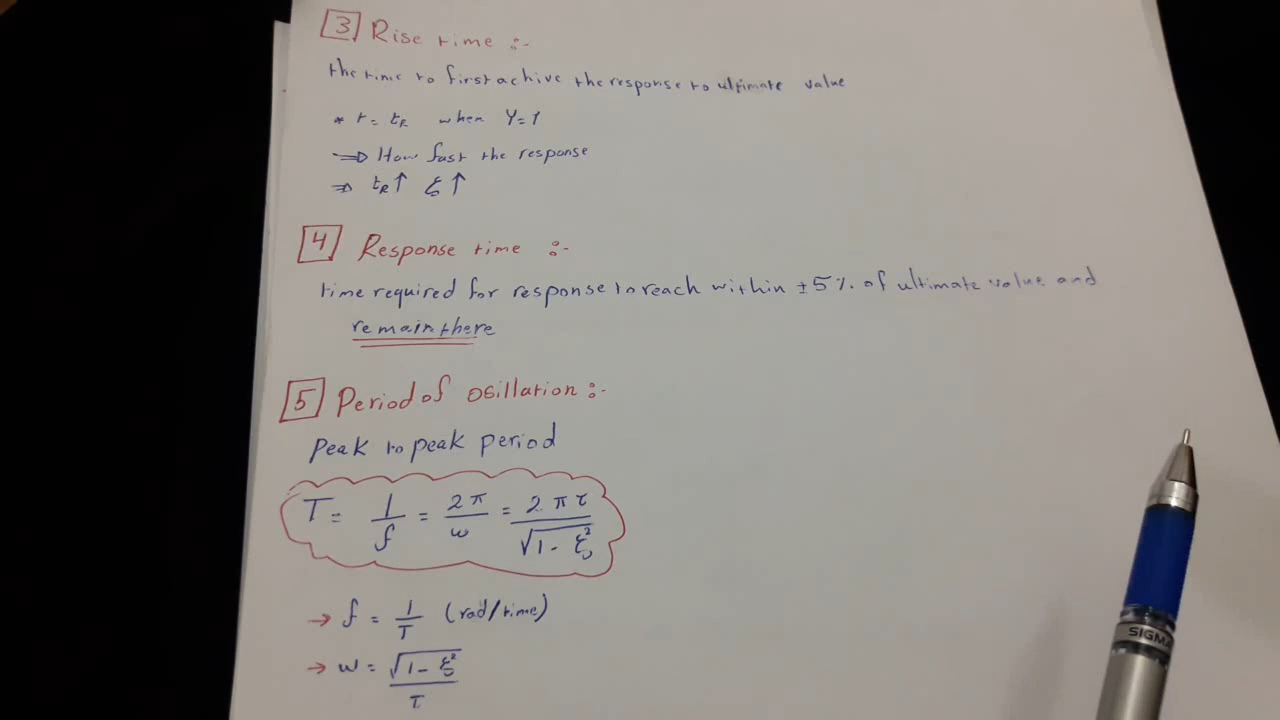 3 Rise time :-
the time to first achive the response to ultimate value
* t = tR when Y=1
⇒ How fast the response
⇒ tR↑ ξ↑
4 Response time :-
time required for response to reach within ±5% of ultimate value and
remain there
5 Period of osillation :-
Peak to peak period
T = 1/f = 2π/ω = 2πτ/√(1-ξ²)
→ f = 1/T (rad/time)
→ ω = √(1-ξ²)/τ
SIGMA